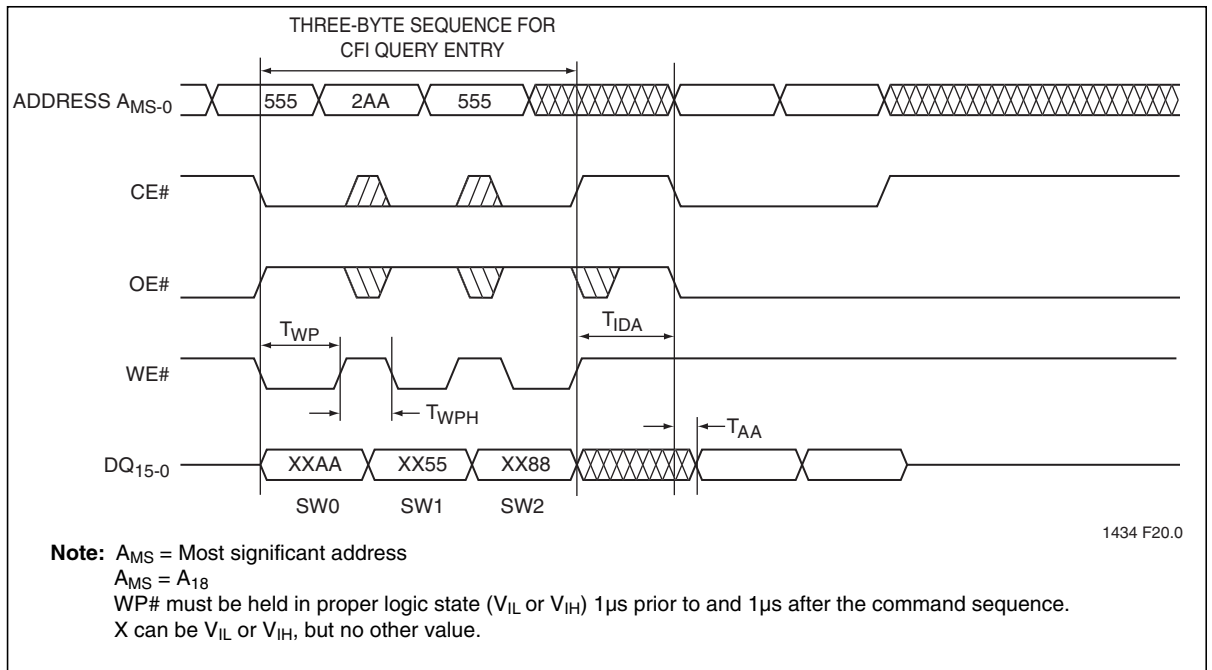 THREE-BYTE SEQUENCE FOR
CFI QUERY ENTRY
ADDRESS AMS-0
555 2AA 555
CE#
OE#
TWP TIDA
WE#
TWPH TAA
DQ15-0 XXAA XX55 XX88
SW0 SW1 SW2
1434 F20.0
Note: AMS = Most significant address
AMS = A18
WP# must be held in proper logic state (VIL or VIH) 1µs prior to and 1µs after the command sequence.
X can be VIL or VIH, but no other value.